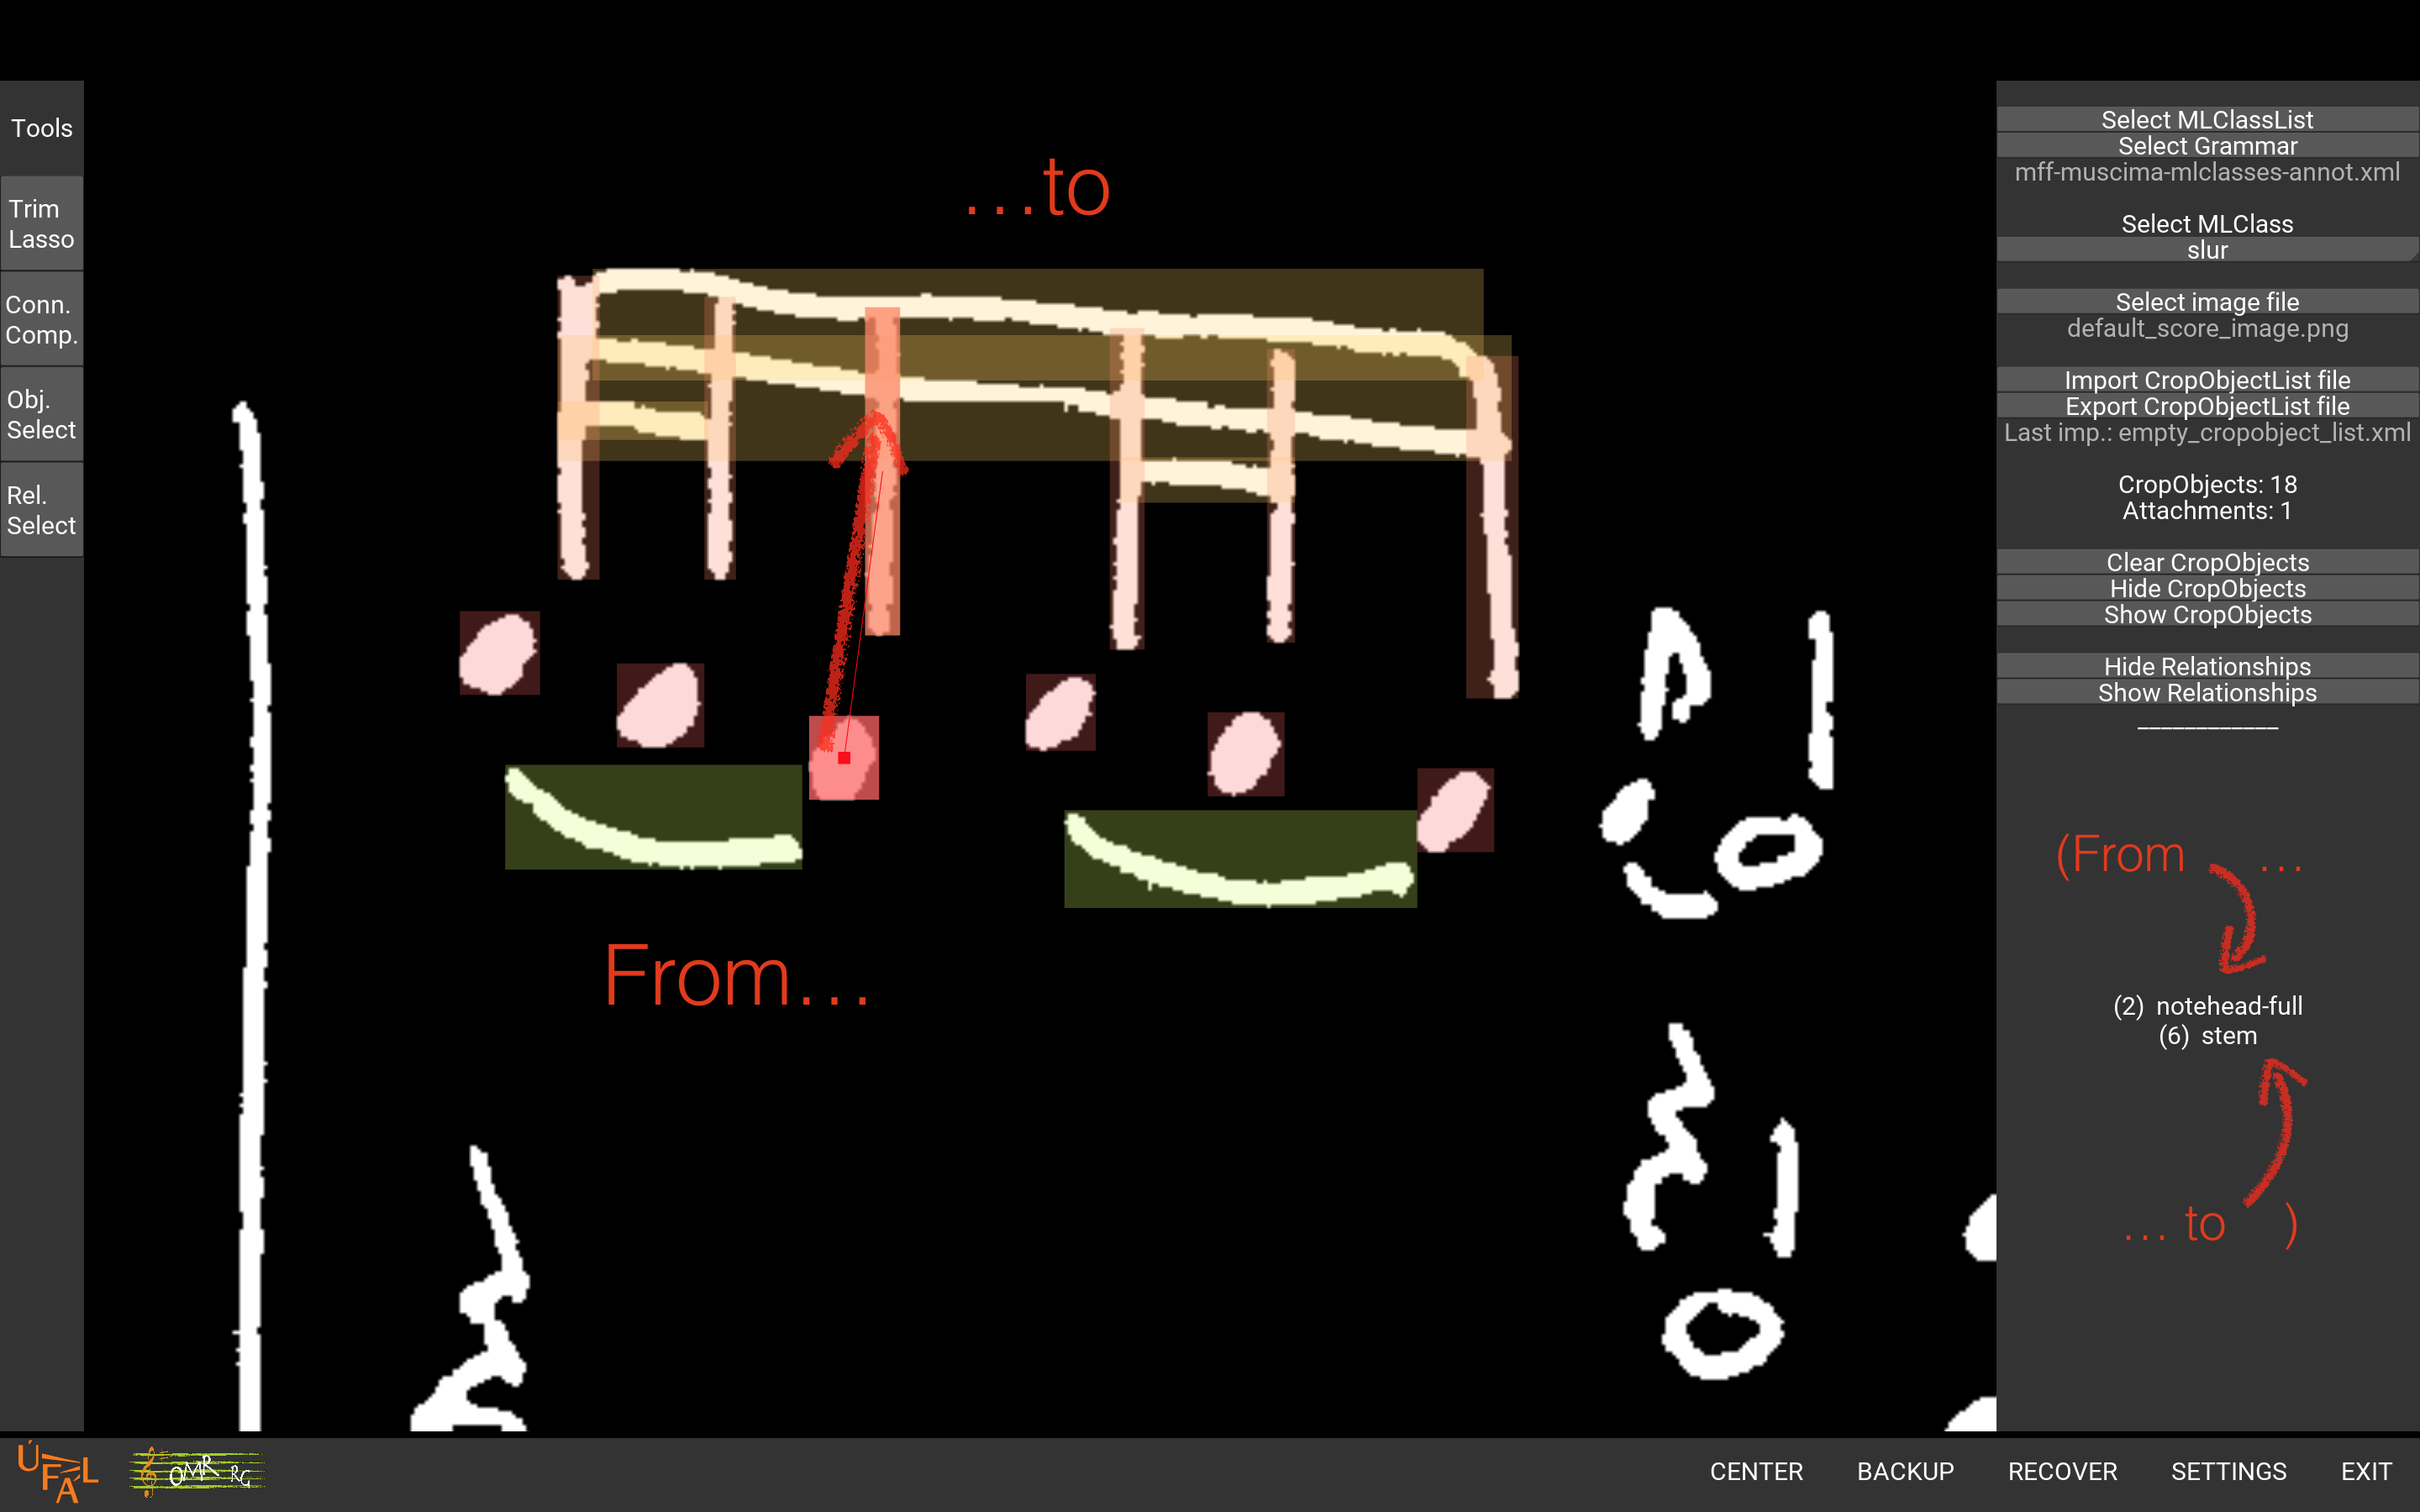 Tools
Trim
Lasso
Conn.
Comp.
Obj.
Select
Rel.
Select
...to
From...
Select MLClassList
Select Grammar
mff-muscima-mlclasses-annot.xml
Select MLClass
slur
Select image file
default_score_image.png
Import CropObjectList file
Export CropObjectList file
Last imp.: empty_cropobject_list.xml
CropObjects: 18
Attachments: 1
Clear CropObjects
Hide CropObjects
Show CropObjects
Hide Relationships
Show Relationships
____________
(From ...
(2) notehead-full
(6) stem
... to )
ÚFAL
OMR RG
CENTER BACKUP RECOVER SETTINGS EXIT